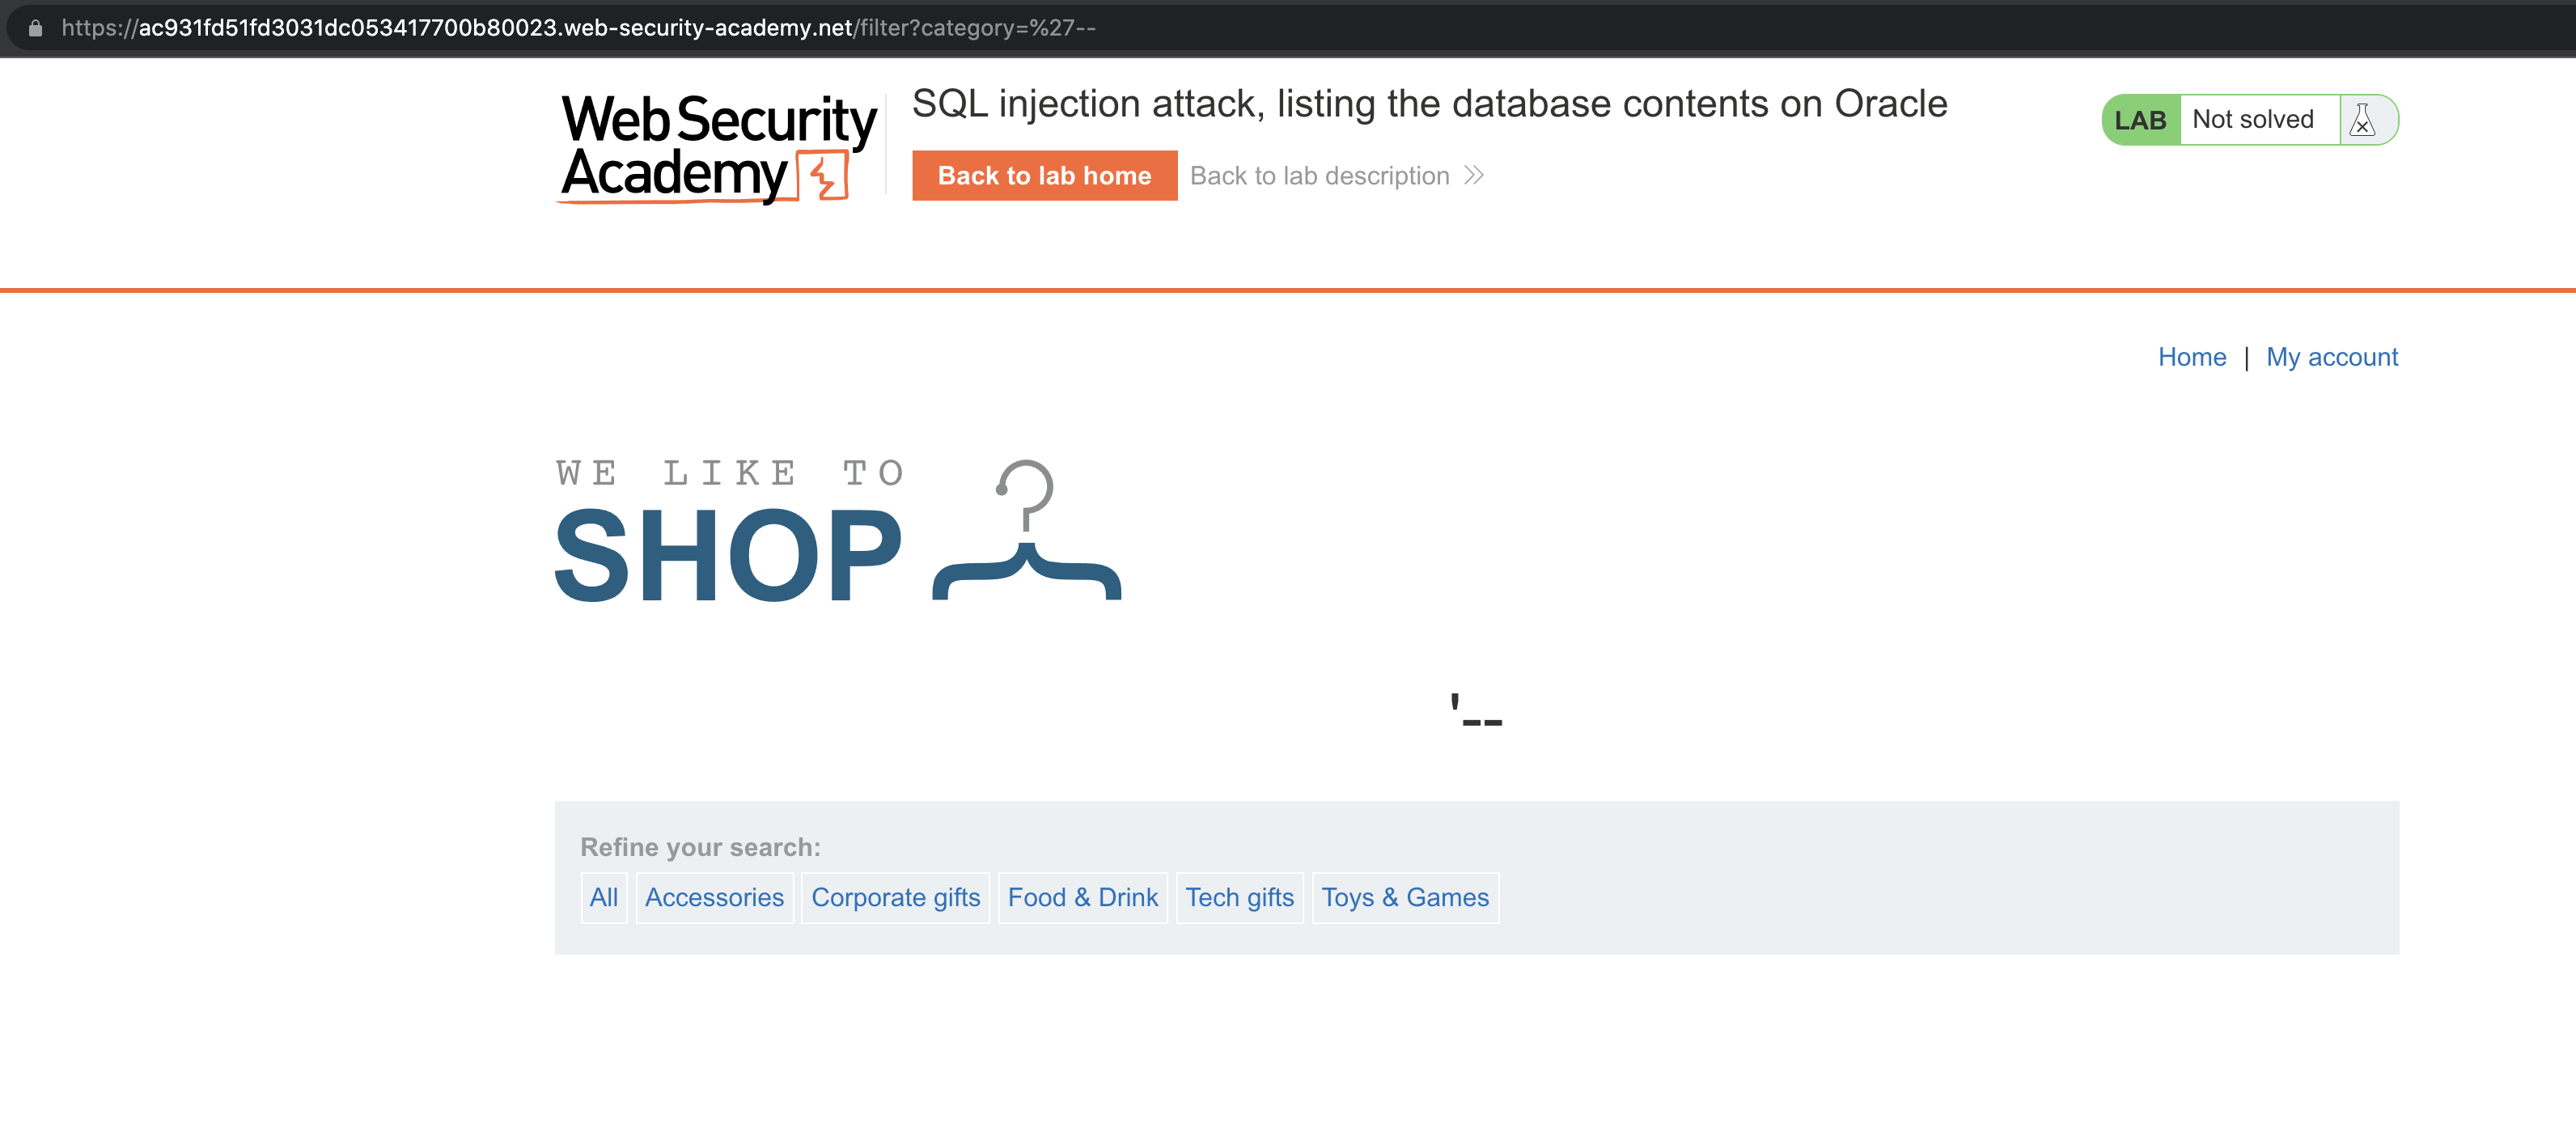 https://ac931fd51fd3031dc053417700b80023.web-security-academy.net/filter?category=%27--
Web Security
Academy
SQL injection attack, listing the database contents on Oracle
Back to lab home
Back to lab description
LAB
Not solved
Home | My account
WE LIKE TO
SHOP
'--
Refine your search:
All Accessories Corporate gifts Food & Drink Tech gifts Toys & Games